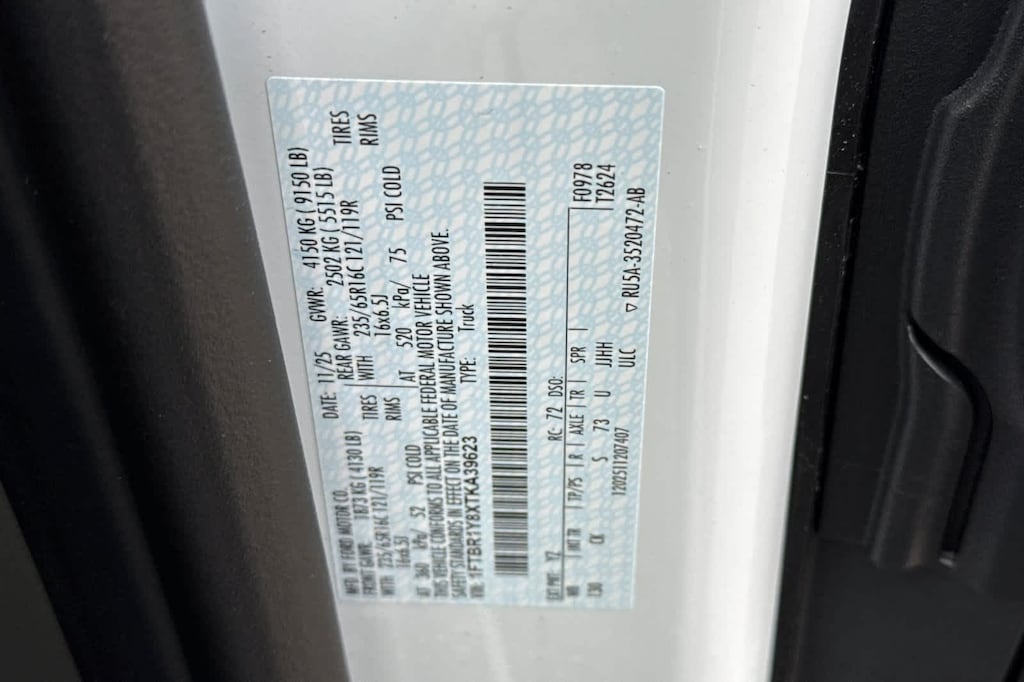 MFD BY FORD MOTOR CO. DATE: 11/25 GVWR: 4150 KG ( 9150 LB)
FRONT GAWR: 1873 KG ( 4130 LB) REAR GAWR: 2502 KG ( 5515 LB)
WITH 235/65R16C 121/119R TIRES WITH 235/65R16C 121/119R TIRES
16x6.5J RIMS 16x6.5J RIMS
AT 360 kPa/ 52 PSI COLD AT 520 kPa/ 75 PSI COLD
THIS VEHICLE CONFORMS TO ALL APPLICABLE FEDERAL MOTOR VEHICLE
SAFETY STANDARDS IN EFFECT ON THE DATE OF MANUFACTURE SHOWN ABOVE.
VIN: 1FTBR1Y8XTKA39623 TYPE: Truck
EXT PNT: YZ RC: 72 DSO:
WB INT TR TP/PS R AXLE TR SPR F0978
130 CK S 73 U JJHH T2624
1202511207407 ULC
RU5A-3520472-AB